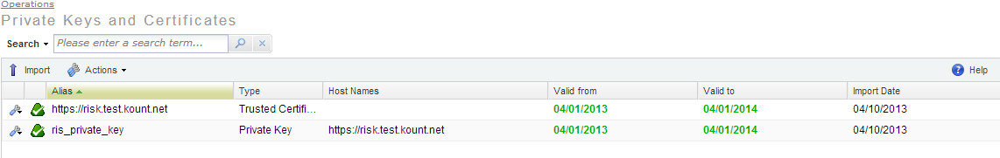 Operations
Private Keys and Certificates
Search Please enter a search term...
Import Actions Help
Alias Type Host Names Valid from Valid to Import Date
https://risk.test.kount.net Trusted Certifi... 04/01/2013 04/01/2014 04/10/2013
ris_private_key Private Key https://risk.test.kount.net 04/01/2013 04/01/2014 04/10/2013